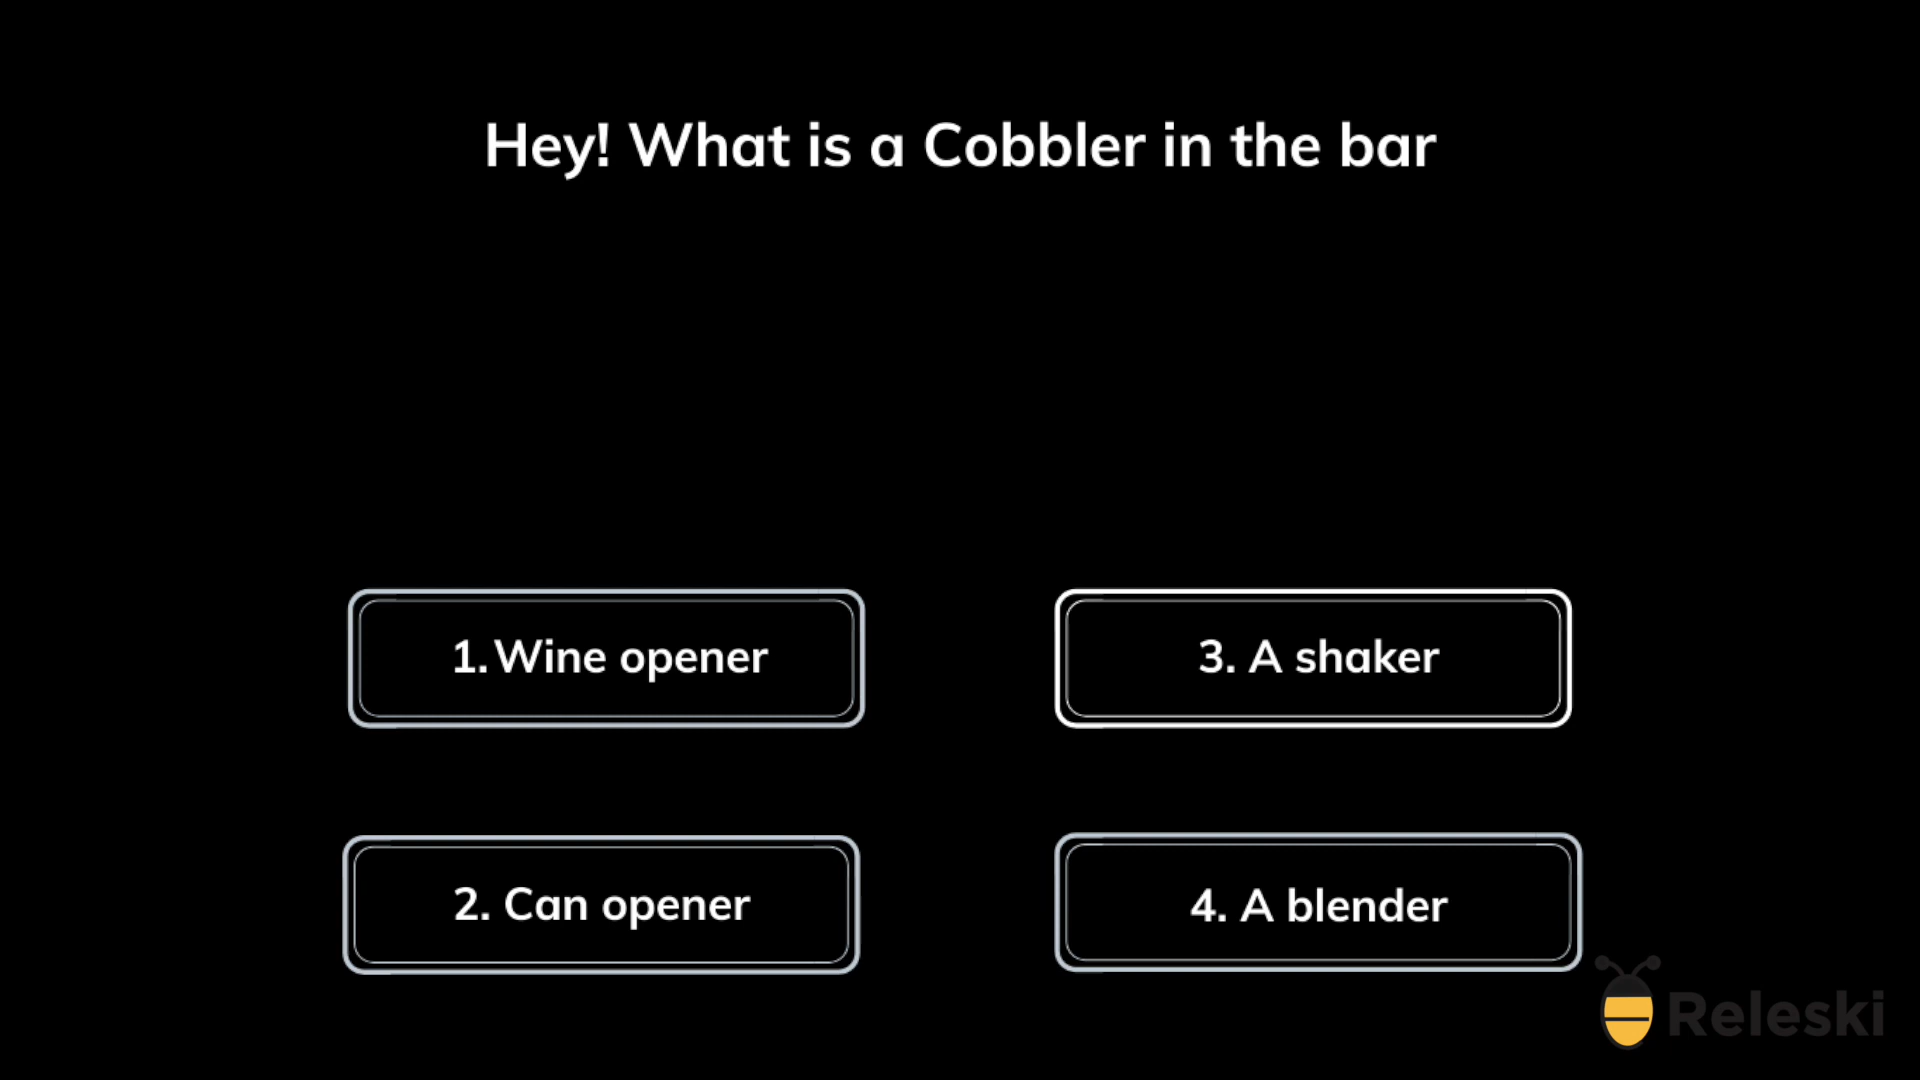 Hey! What is a Cobbler in the bar
1. Wine opener
3. A shaker
2. Can opener
4. A blender
Releski